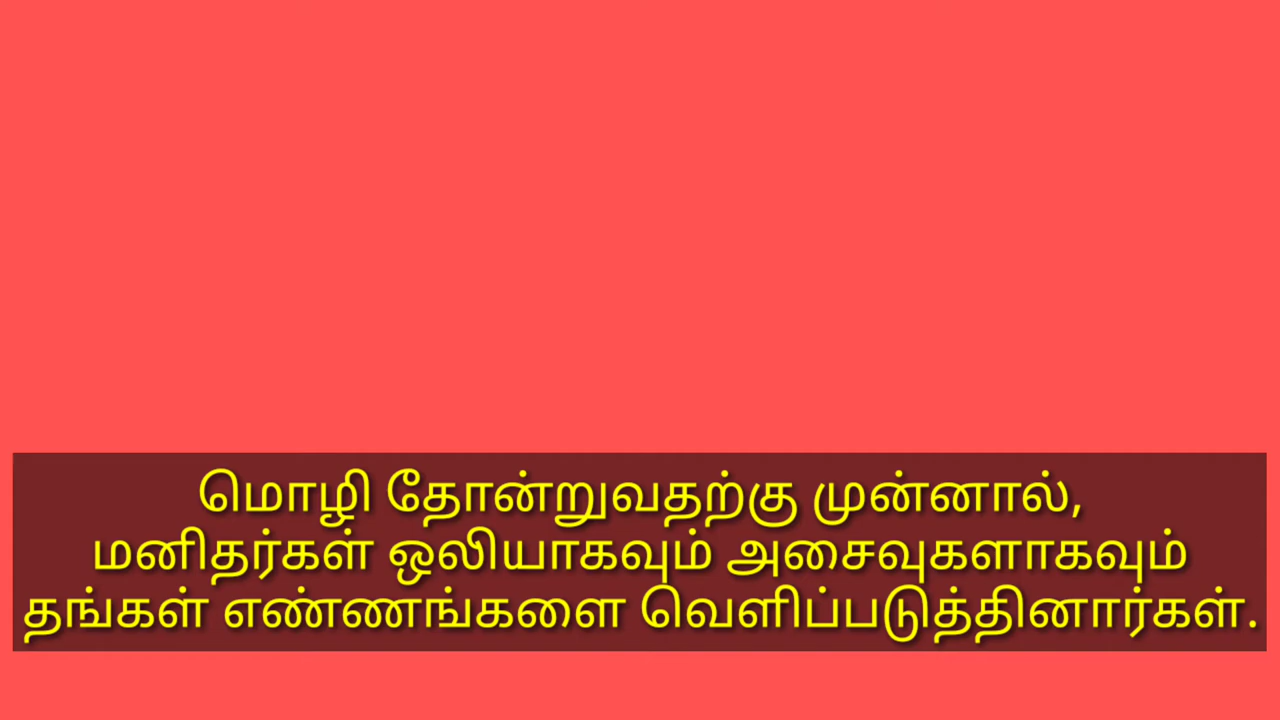 மொழி தோன்றுவதற்கு முன்னால்,
மனிதர்கள் ஒலியாகவும் அசைவுகளாகவும்
தங்கள் எண்ணங்களை வெளிப்படுத்தினார்கள்.